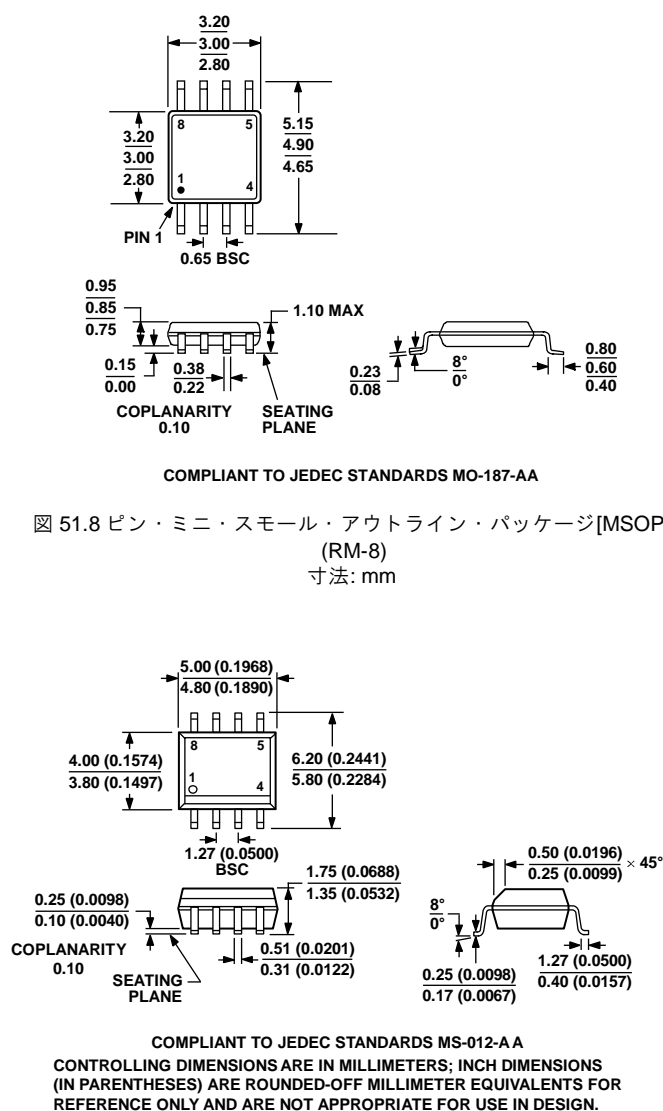 3.20
3.00
2.80
8 5
3.20
3.00
2.80
1 4
5.15
4.90
4.65
PIN 1
0.65 BSC
0.95
0.85
0.75
1.10 MAX
0.15
0.00
0.38
0.22
COPLANARITY
0.10
SEATING
PLANE
0.23
0.08
8°
0°
0.80
0.60
0.40
COMPLIANT TO JEDEC STANDARDS MO-187-AA
図 51.8 ピン・ミニ・スモール・アウトライン・パッケージ[MSOP
(RM-8)
寸法: mm
5.00 (0.1968)
4.80 (0.1890)
8 5
4.00 (0.1574)
3.80 (0.1497)
1 4
6.20 (0.2441)
5.80 (0.2284)
1.27 (0.0500)
BSC
1.75 (0.0688)
1.35 (0.0532)
0.25 (0.0098)
0.10 (0.0040)
COPLANARITY
0.10
SEATING
PLANE
0.51 (0.0201)
0.31 (0.0122)
0.50 (0.0196)
0.25 (0.0099) × 45°
8°
0°
0.25 (0.0098)
0.17 (0.0067)
1.27 (0.0500)
0.40 (0.0157)
COMPLIANT TO JEDEC STANDARDS MS-012-A A
CONTROLLING DIMENSIONS ARE IN MILLIMETERS; INCH DIMENSIONS
(IN PARENTHESES) ARE ROUNDED-OFF MILLIMETER EQUIVALENTS FOR
REFERENCE ONLY AND ARE NOT APPROPRIATE FOR USE IN DESIGN.